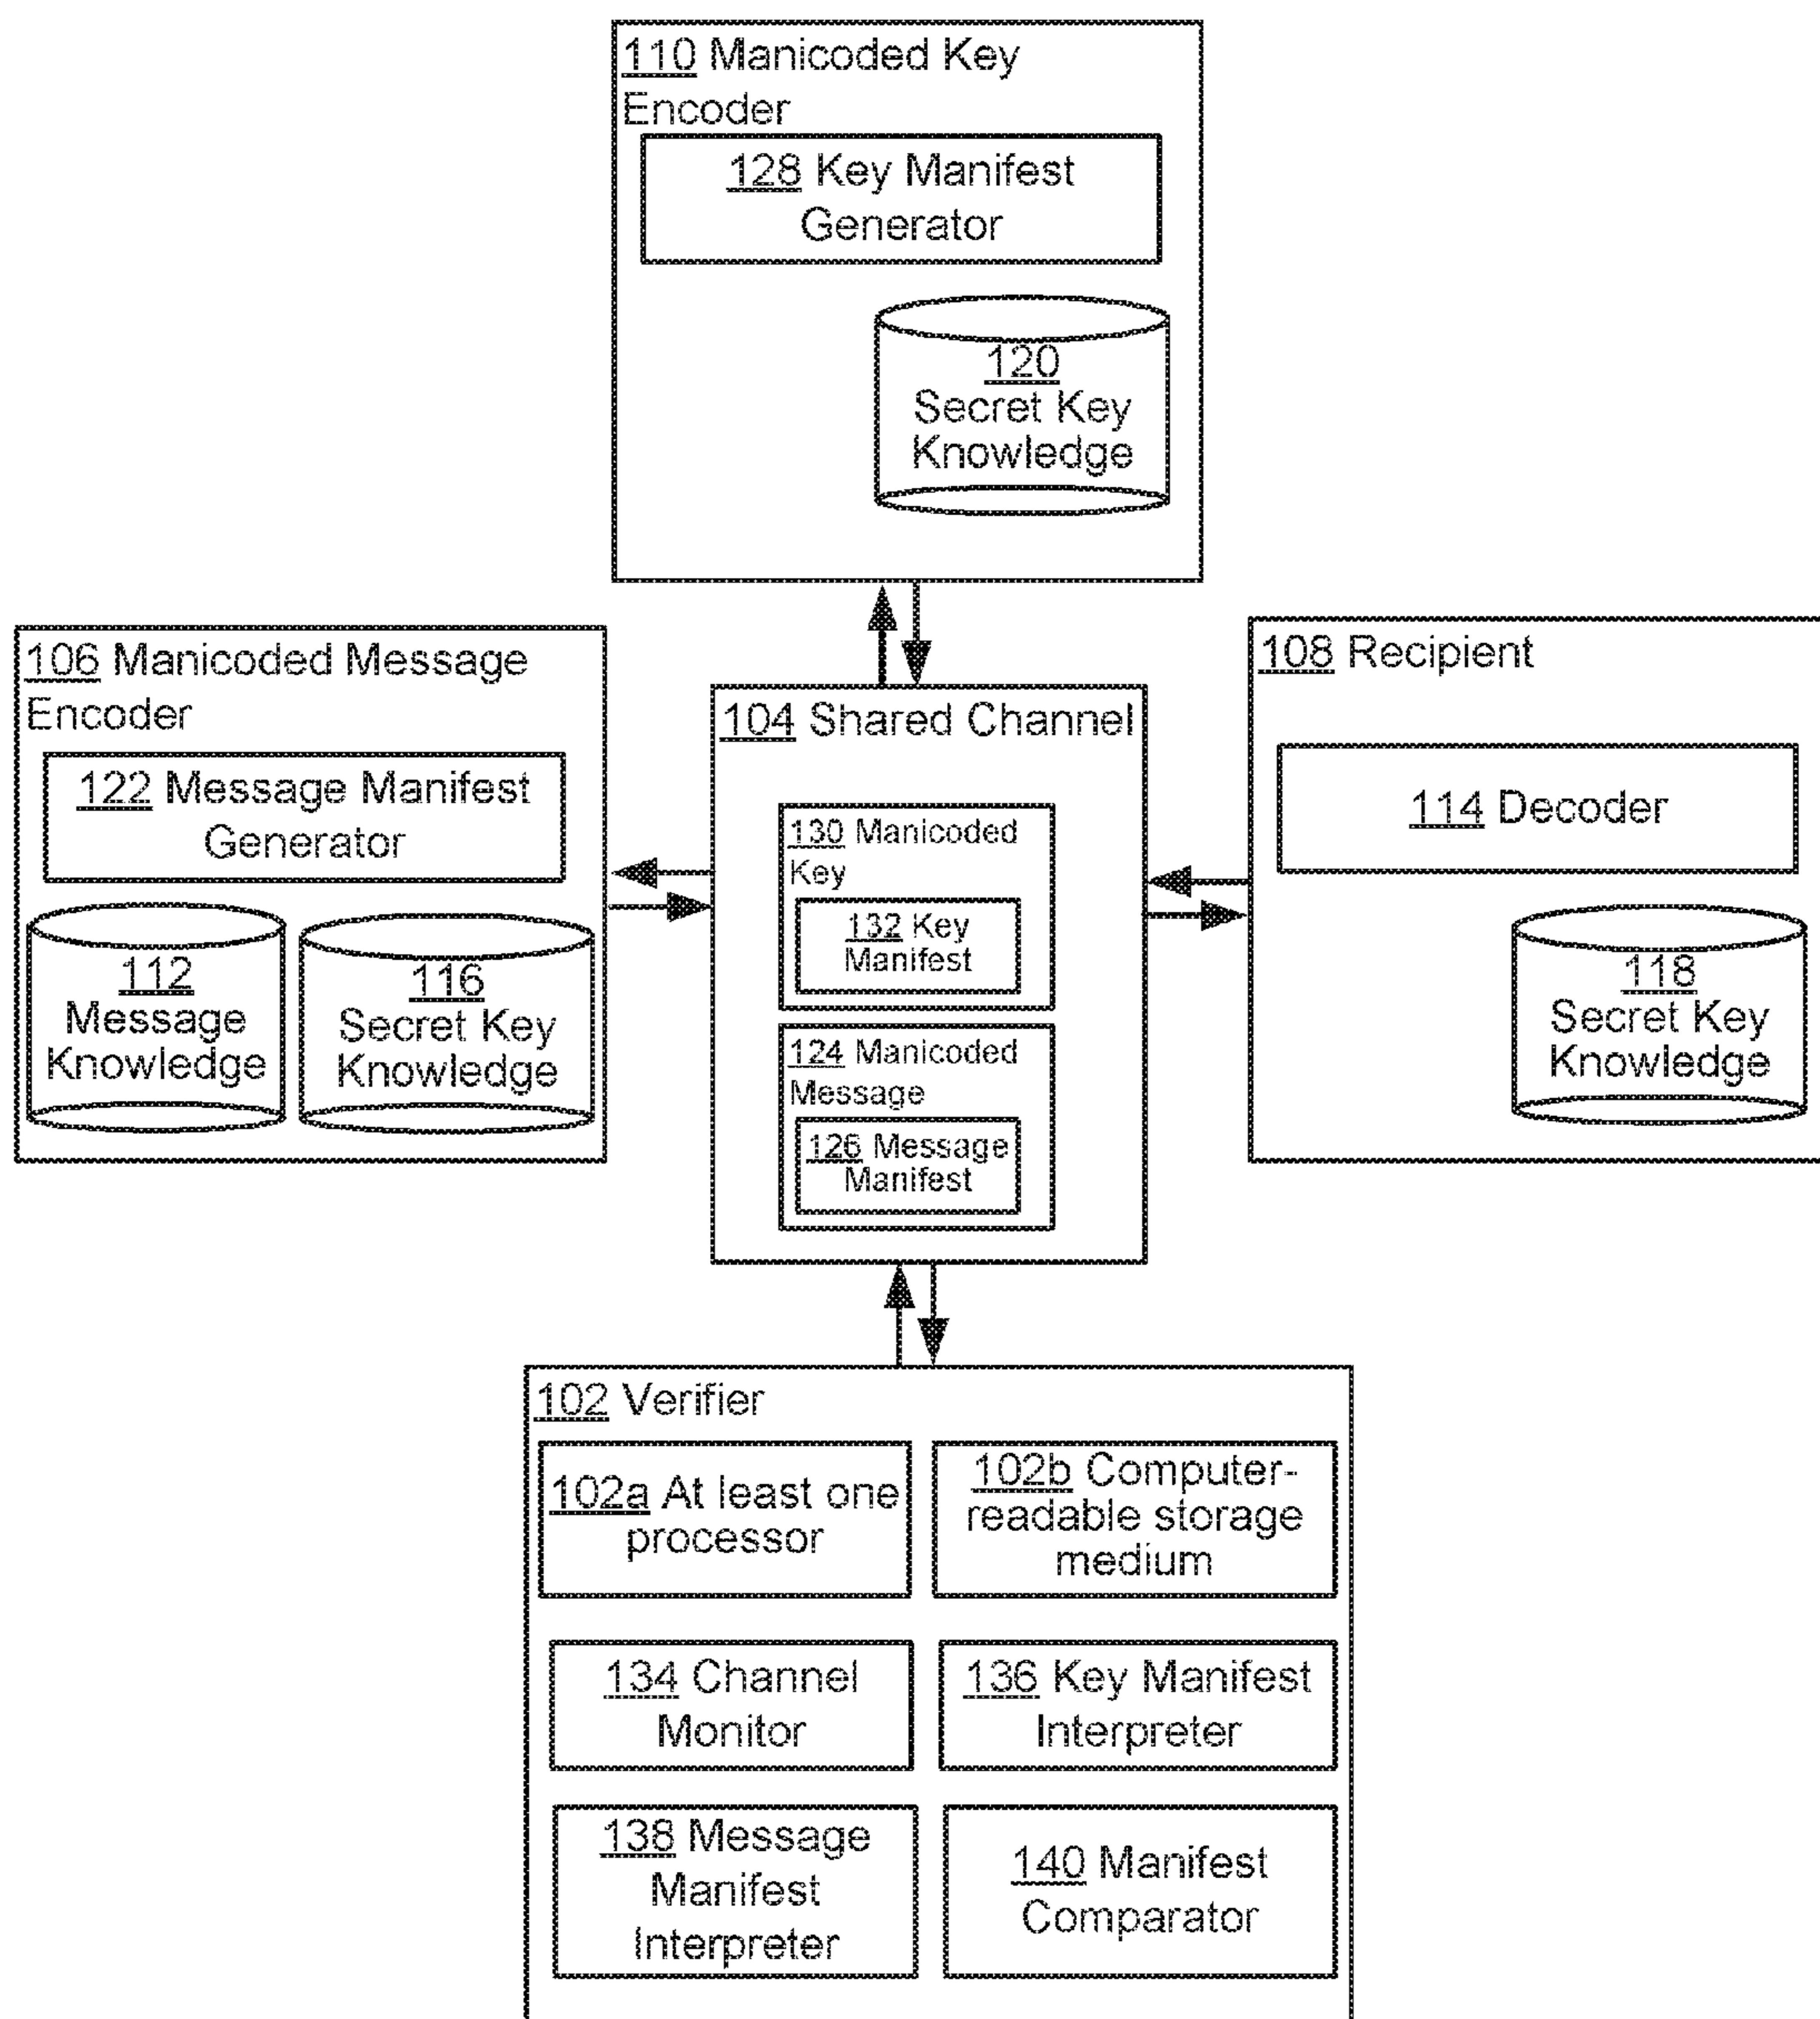 110 Manicoded Key
Encoder
128 Key Manifest
Generator
120
Secret Key
Knowledge
106 Manicoded Message
Encoder
122 Message Manifest
Generator
112
Message
Knowledge
116
Secret Key
Knowledge
104 Shared Channel
130 Manicoded
Key
132 Key
Manifest
124 Manicoded
Message
126 Message
Manifest
108 Recipient
114 Decoder
118
Secret Key
Knowledge
102 Verifier
102a At least one
processor
102b Computer-
readable storage
medium
134 Channel
Monitor
136 Key Manifest
Interpreter
138 Message
Manifest
Interpreter
140 Manifest
Comparator